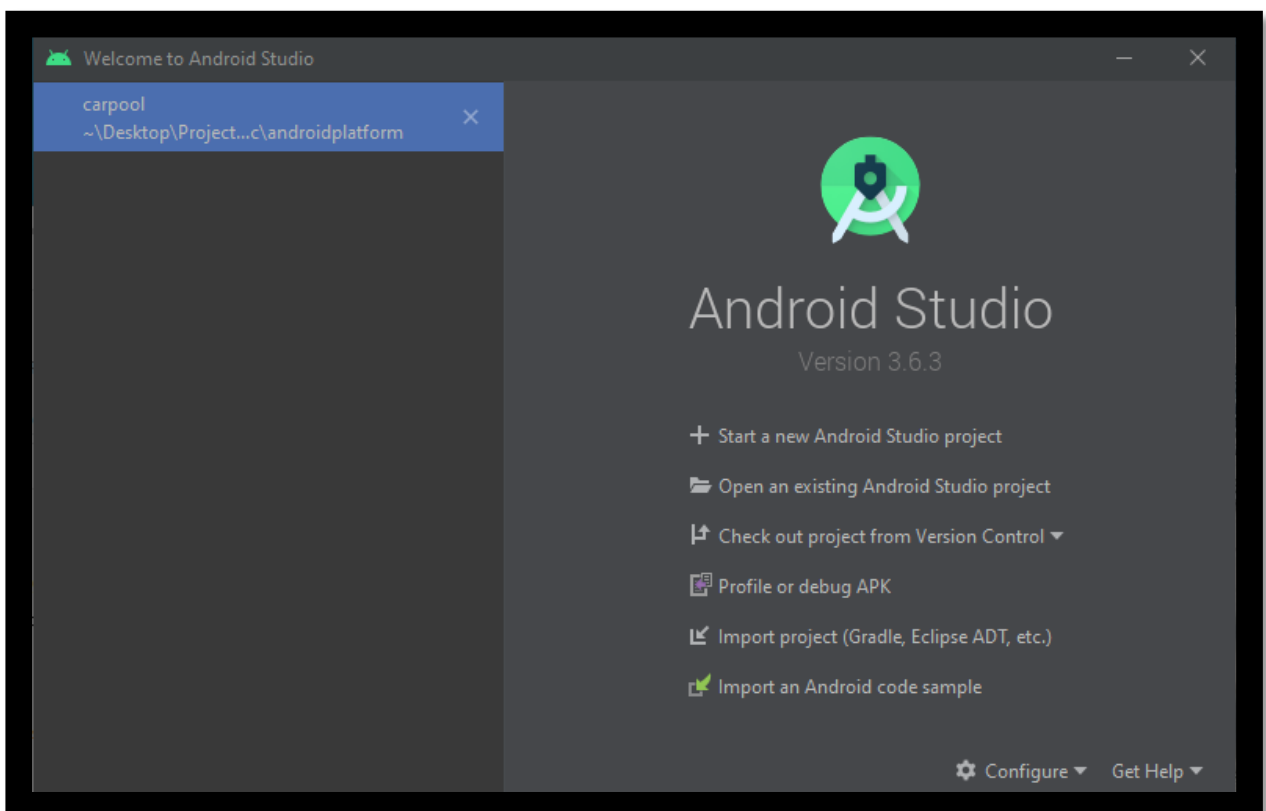 Welcome to Android Studio
carpool
~\Desktop\Project...c\androidplatform
Android Studio
Version 3.6.3
Start a new Android Studio project
Open an existing Android Studio project
Check out project from Version Control
Profile or debug APK
Import project (Gradle, Eclipse ADT, etc.)
Import an Android code sample
Configure Get Help